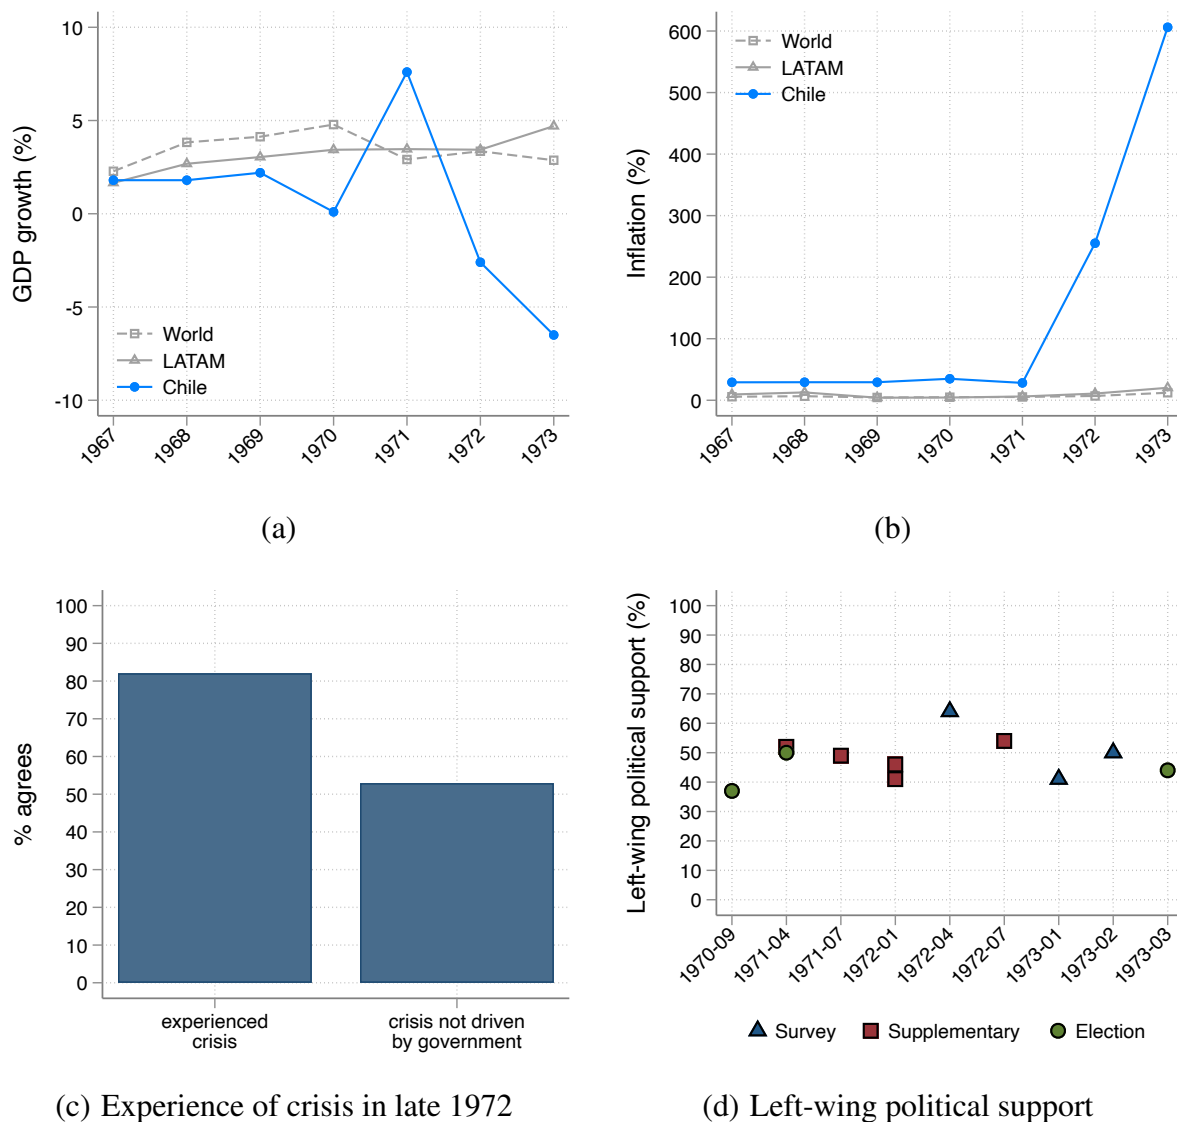 GDP growth (%)
10
5
0
-5
-10
World
LATAM
Chile
1967
1968
1969
1970
1971
1972
1973
(a)
Inflation (%)
600
500
400
300
200
100
0
World
LATAM
Chile
1967
1968
1969
1970
1971
1972
1973
(b)
% agrees
100
90
80
70
60
50
40
30
20
10
0
experienced
crisis
crisis not driven
by government
(c) Experience of crisis in late 1972
Left-wing political support (%)
100
90
80
70
60
50
40
30
20
10
0
1970-09
1971-04
1971-07
1972-01
1972-04
1972-07
1973-01
1973-02
1973-03
Survey
Supplementary
Election
(d) Left-wing political support